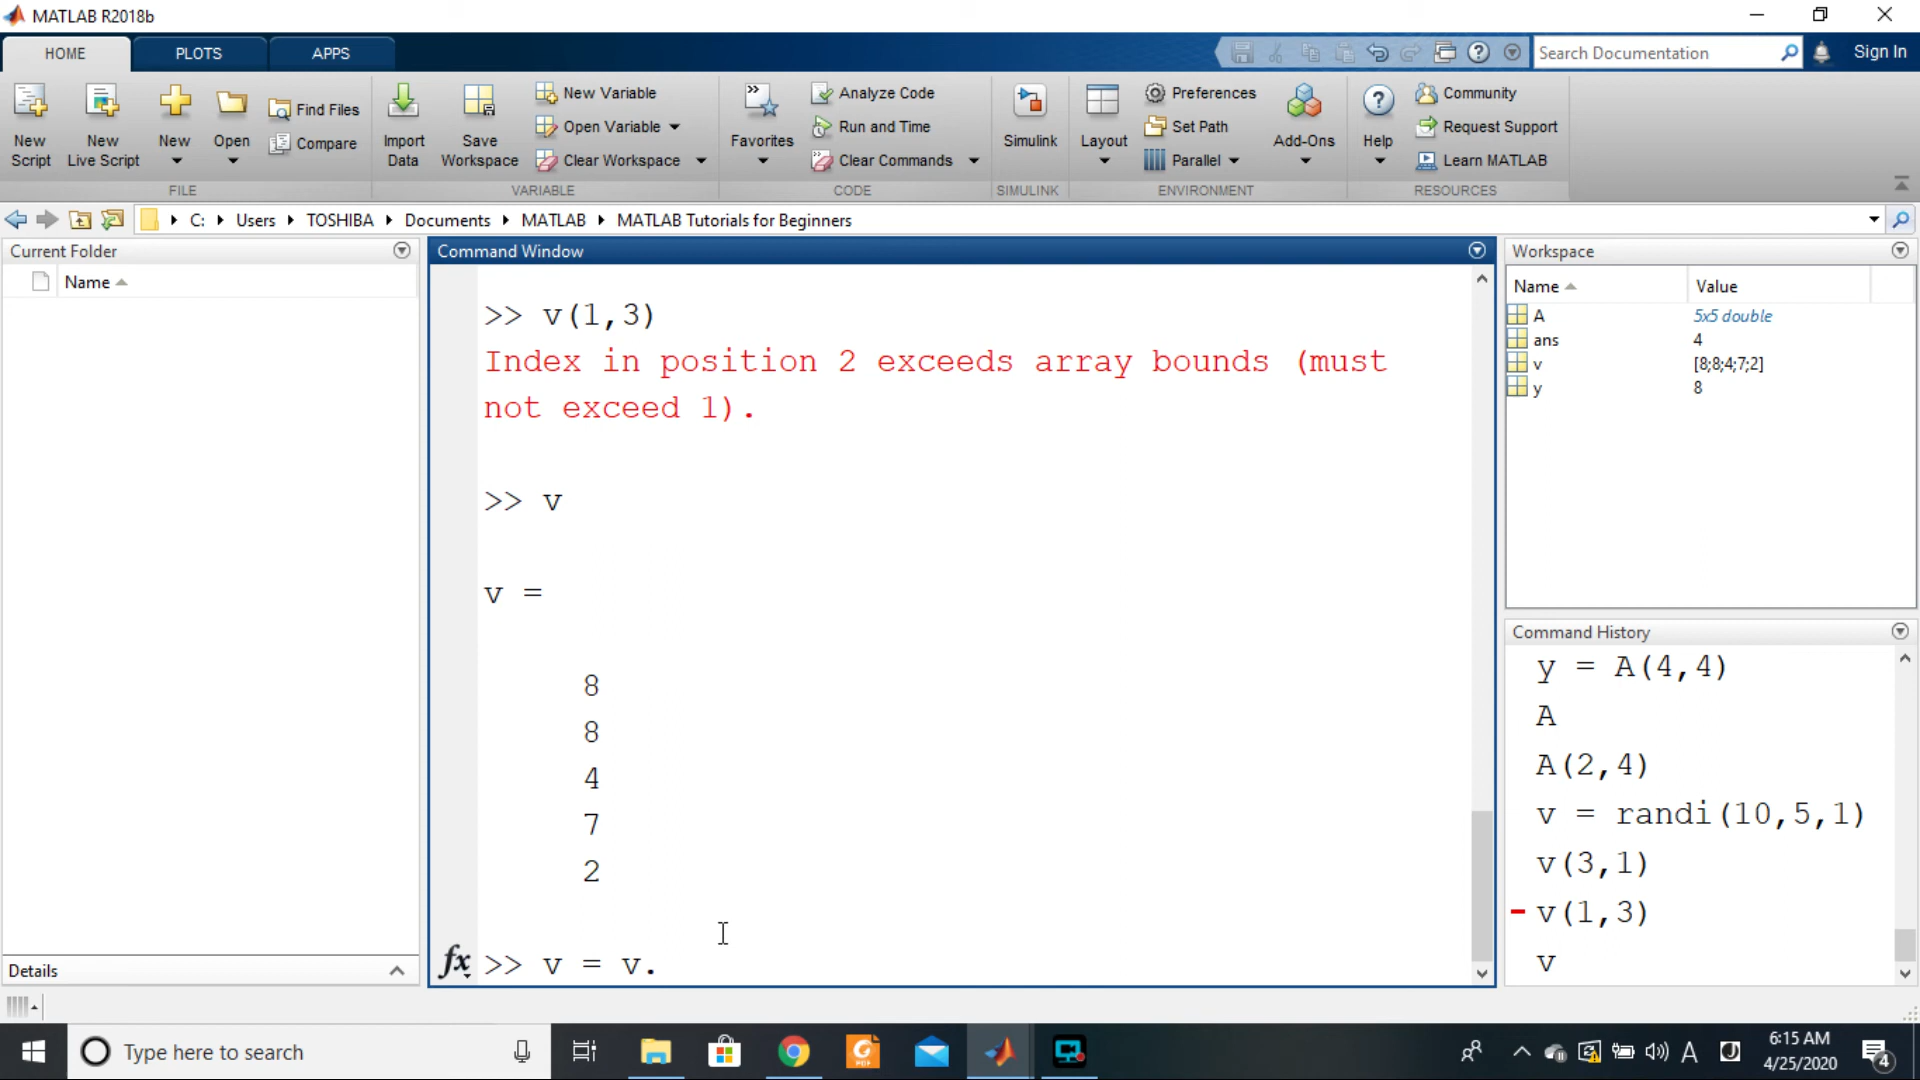 MATLAB R2018b
HOME
PLOTS
APPS
Search Documentation
Sign In
New Script
New Live Script
New
Open
Find Files
Compare
FILE
Import Data
Save Workspace
New Variable
Open Variable
Clear Workspace
VARIABLE
Favorites
Analyze Code
Run and Time
Clear Commands
CODE
Simulink
SIMULINK
Layout
Preferences
Set Path
Parallel
Add-Ons
ENVIRONMENT
Help
Community
Request Support
Learn MATLAB
RESOURCES
C: Users TOSHIBA Documents MATLAB MATLAB Tutorials for Beginners
Current Folder
Name
Details
Command Window
>> v(1,3)
Index in position 2 exceeds array bounds (must
not exceed 1).
>> v
v =
8
8
4
7
2
fx >> v = v.
Workspace
Name Value
A 5x5 double
ans 4
v [8;8;4;7;2]
y 8
Command History
y = A(4,4)
A
A(2,4)
v = randi(10,5,1)
v(3,1)
v(1,3)
v
Type here to search
A
J
6:15 AM
4/25/2020
4